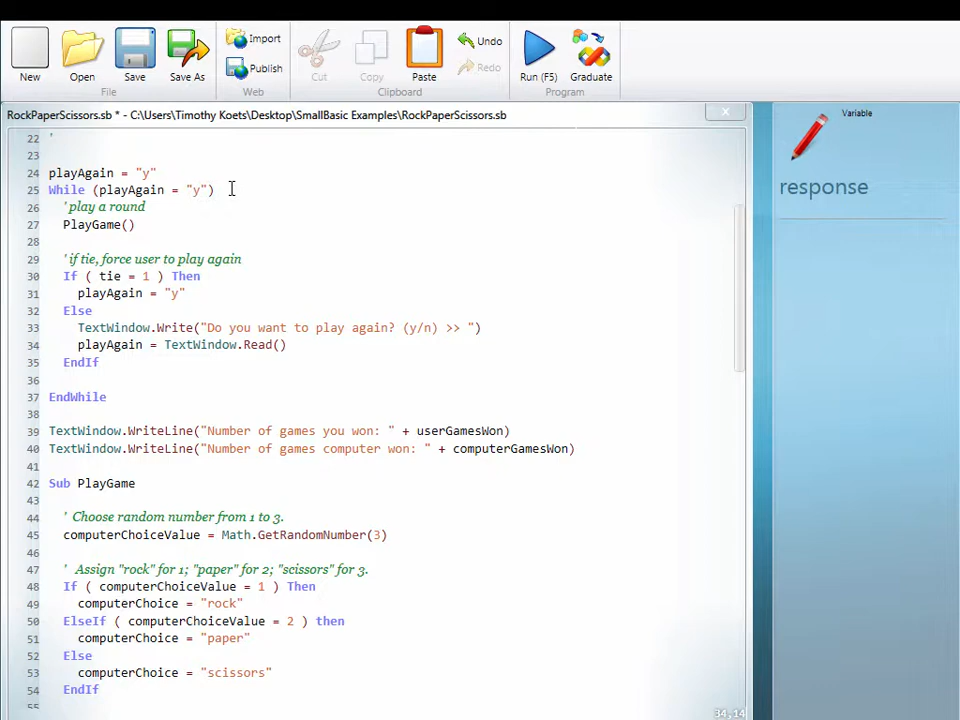 New
Open
Save
Save As
Import
Publish
Cut
Copy
Paste
Undo
Redo
Run (F5)
Graduate
File
Web
Clipboard
Program
RockPaperScissors.sb * - C:\Users\Timothy Koets\Desktop\SmallBasic Examples\RockPaperScissors.sb
Variable
response
22 '
23
24 playAgain = "y"
25 While (playAgain = "y")
26 ' play a round
27 PlayGame()
28
29 ' if tie, force user to play again
30 If ( tie = 1 ) Then
31 playAgain = "y"
32 Else
33 TextWindow.Write("Do you want to play again? (y/n) >> ")
34 playAgain = TextWindow.Read()
35 EndIf
36
37 EndWhile
38
39 TextWindow.WriteLine("Number of games you won: " + userGamesWon)
40 TextWindow.WriteLine("Number of games computer won: " + computerGamesWon)
41
42 Sub PlayGame
43
44 ' Choose random number from 1 to 3.
45 computerChoiceValue = Math.GetRandomNumber(3)
46
47 ' Assign "rock" for 1; "paper" for 2; "scissors" for 3.
48 If ( computerChoiceValue = 1 ) Then
49 computerChoice = "rock"
50 ElseIf ( computerChoiceValue = 2 ) then
51 computerChoice = "paper"
52 Else
53 computerChoice = "scissors"
54 EndIf
55
34,14